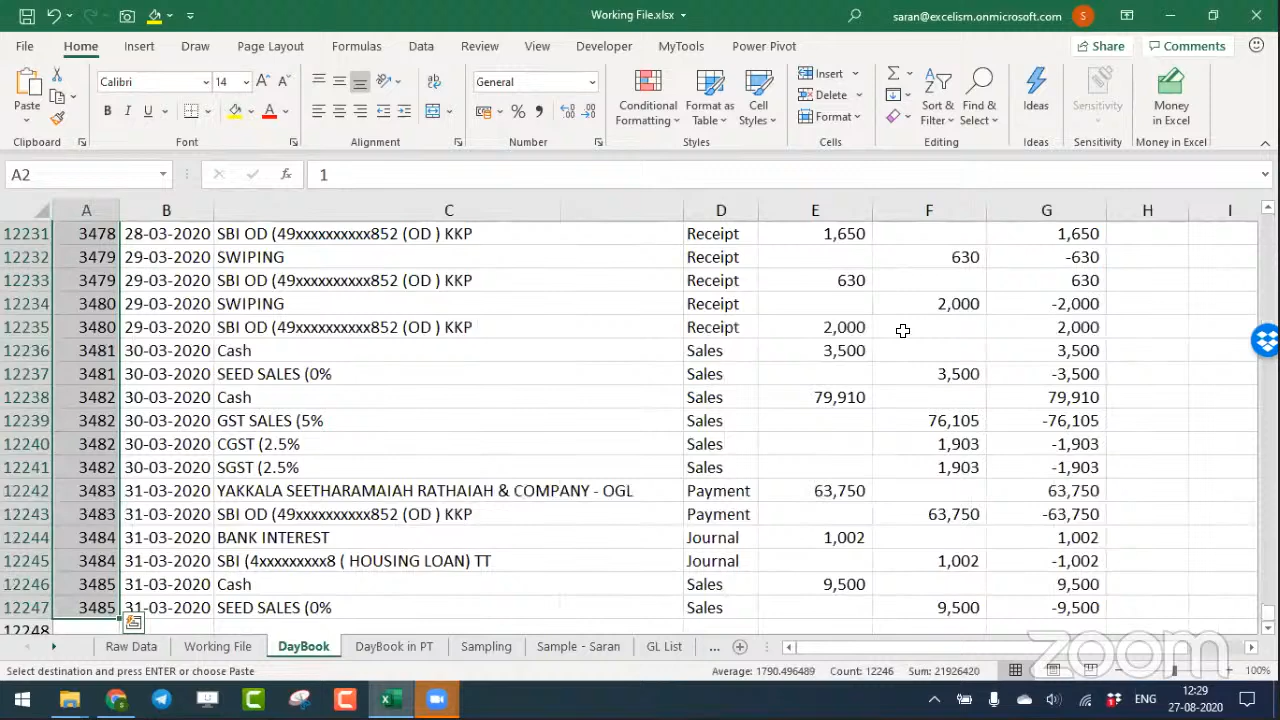 Working File.xlsx
saran@excelism.onmicrosoft.com S
File Home Insert Draw Page Layout Formulas Data Review View Developer MyTools Power Pivot Share Comments
Paste Calibri 14 General Conditional Formatting Format as Table Cell Styles Insert Delete Format Sort & Filter Find & Select Ideas Sensitivity Money in Excel
Clipboard Font Alignment Number Styles Cells Editing Ideas Sensitivity Money in Excel
A2 fx 1
A B C D E F G H I
12231 3478 28-03-2020 SBI OD (49xxxxxxxxxx852 (OD ) KKP Receipt 1,650 1,650
12232 3479 29-03-2020 SWIPING Receipt 630 -630
12233 3479 29-03-2020 SBI OD (49xxxxxxxxxx852 (OD ) KKP Receipt 630 630
12234 3480 29-03-2020 SWIPING Receipt 2,000 -2,000
12235 3480 29-03-2020 SBI OD (49xxxxxxxxxx852 (OD ) KKP Receipt 2,000 2,000
12236 3481 30-03-2020 Cash Sales 3,500 3,500
12237 3481 30-03-2020 SEED SALES (0% Sales 3,500 -3,500
12238 3482 30-03-2020 Cash Sales 79,910 79,910
12239 3482 30-03-2020 GST SALES (5% Sales 76,105 -76,105
12240 3482 30-03-2020 CGST (2.5% Sales 1,903 -1,903
12241 3482 30-03-2020 SGST (2.5% Sales 1,903 -1,903
12242 3483 31-03-2020 YAKKALA SEETHARAMAIAH RATHAIAH & COMPANY - OGL Payment 63,750 63,750
12243 3483 31-03-2020 SBI OD (49xxxxxxxxxx852 (OD ) KKP Payment 63,750 -63,750
12244 3484 31-03-2020 BANK INTEREST Journal 1,002 1,002
12245 3484 31-03-2020 SBI (4xxxxxxxxx8 ( HOUSING LOAN) TT Journal 1,002 -1,002
12246 3485 31-03-2020 Cash Sales 9,500 9,500
12247 3485 31-03-2020 SEED SALES (0% Sales 9,500 -9,500
12248
Raw Data Working File DayBook DayBook in PT Sampling Sample - Saran GL List ...
Select destination and press ENTER or choose Paste Average: 1790.496489 Count: 12246 Sum: 21926420 100%
zoom
ENG 12:29
27-08-2020